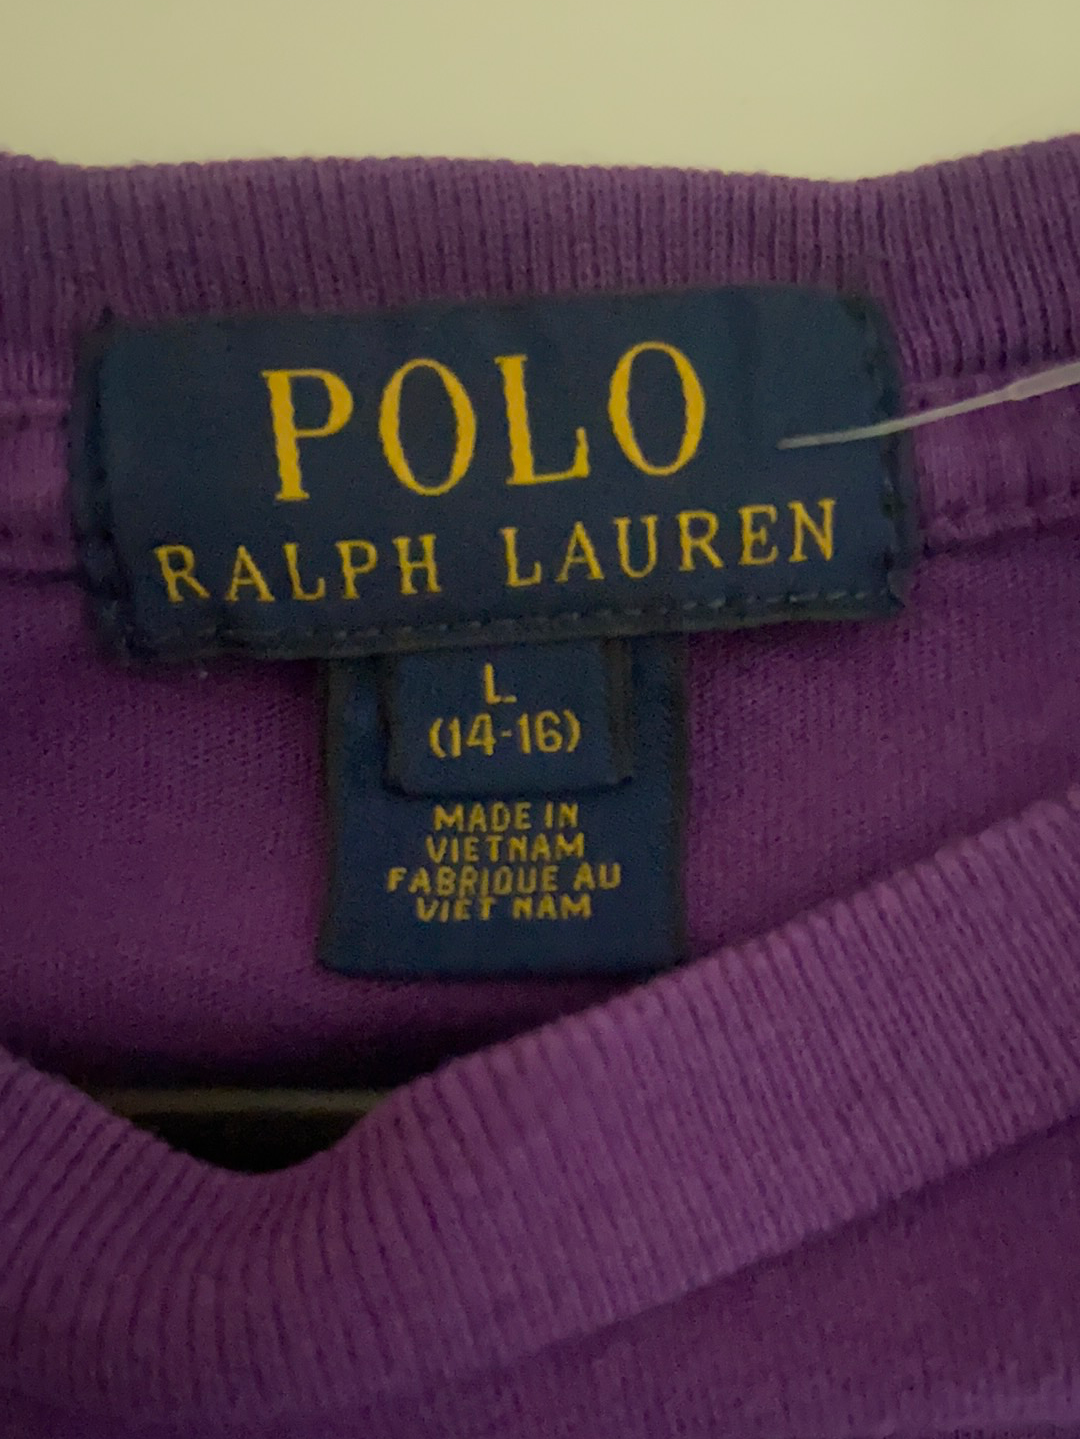 POLO
RALPH LAUREN
L
(14-16)
MADE IN
VIETNAM
FABRIQUE AU
VIET NAM